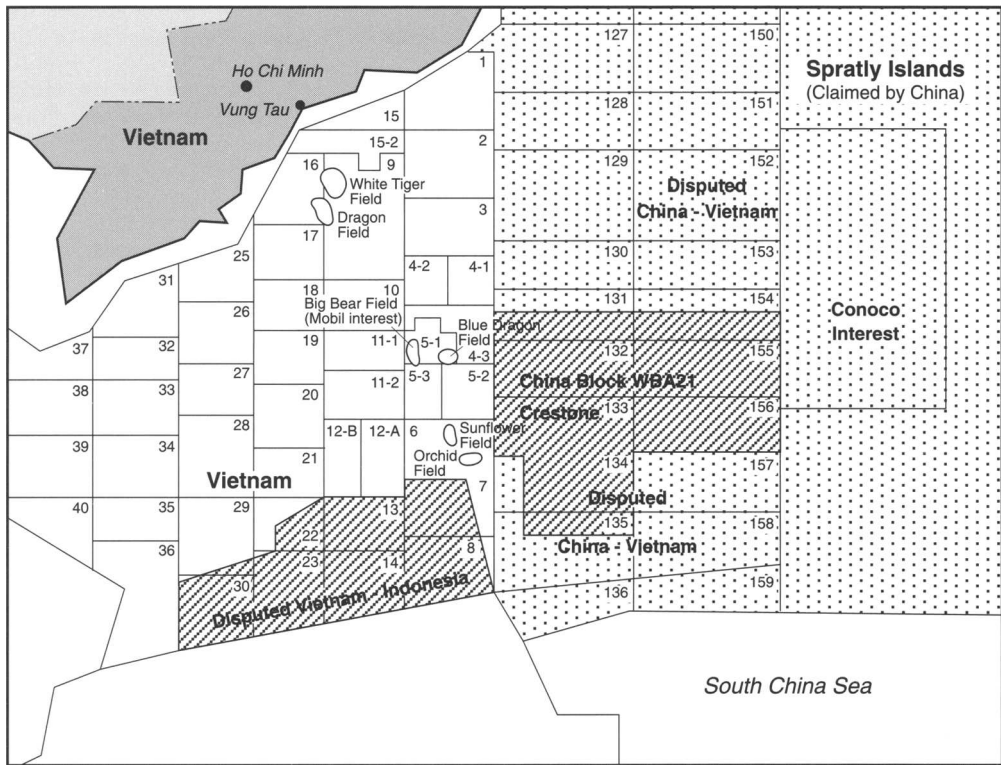 127
150
1
Spratly Islands
(Claimed by China)
Ho Chi Minh
Vung Tau
Vietnam
128
151
15
15-2
2
16
9
White Tiger
Field
129
152
Disputed
China - Vietnam
Dragon
Field
3
17
25
130
153
4-2
4-1
31
18
10
Big Bear Field
(Mobil interest)
131
154
26
Conoco
Interest
Blue Dragon
Field
19
11-1
5-1
4-3
37
32
132
155
27
11-2
5-3
5-2
China Block WBA21
38
33
20
Crestone
133
156
28
12-B
12-A
6
Sunflower
Field
39
34
21
Orchid
Field
134
157
Vietnam
7
Disputed
40
35
29
13
135
158
22
China - Vietnam
36
23
14
8
30
Disputed Vietnam - Indonesia
136
159
South China Sea